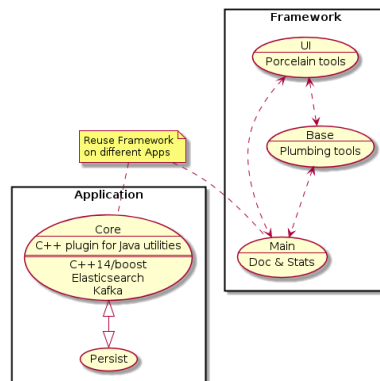 Framework
UI
Porcelain tools
Base
Plumbing tools
Reuse Framework
on different Apps
Application
Core
C++ plugin for Java utilities
C++14/boost
Elasticsearch
Kafka
Main
Doc & Stats
Persist